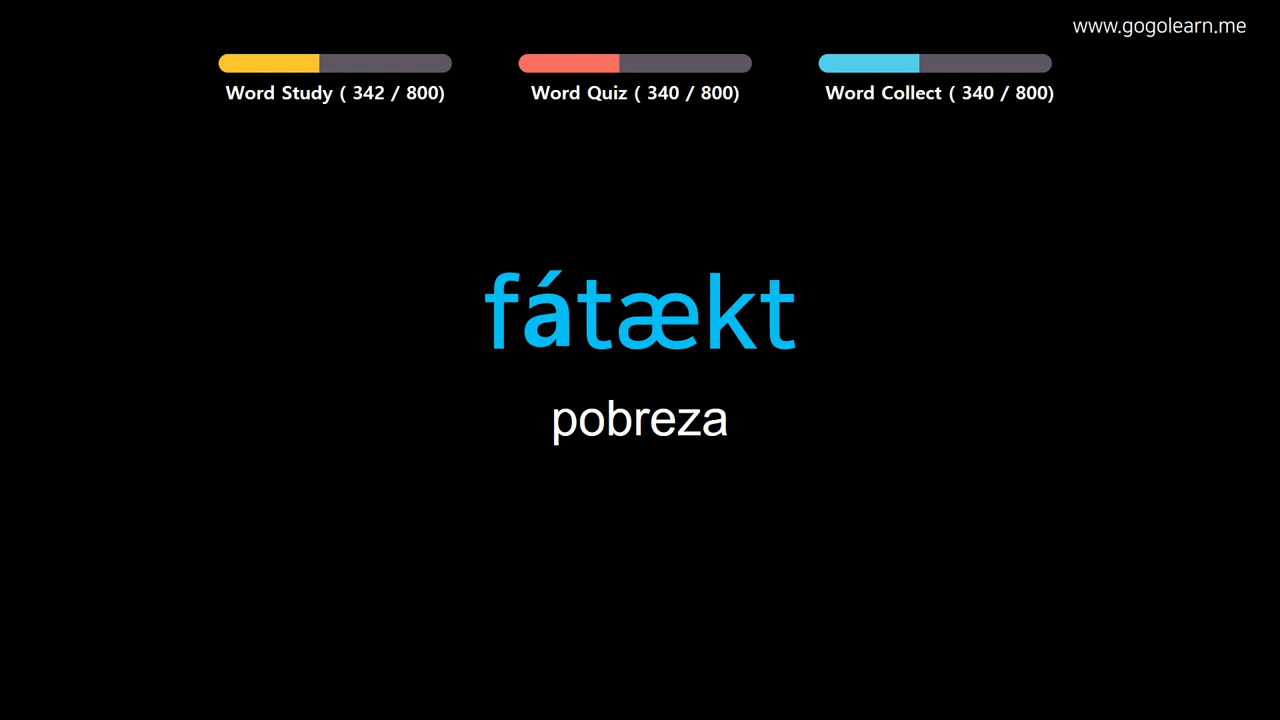 www.gogolearn.me
Word Study ( 342 / 800)
Word Quiz ( 340 / 800)
Word Collect ( 340 / 800)
fátækt
pobreza